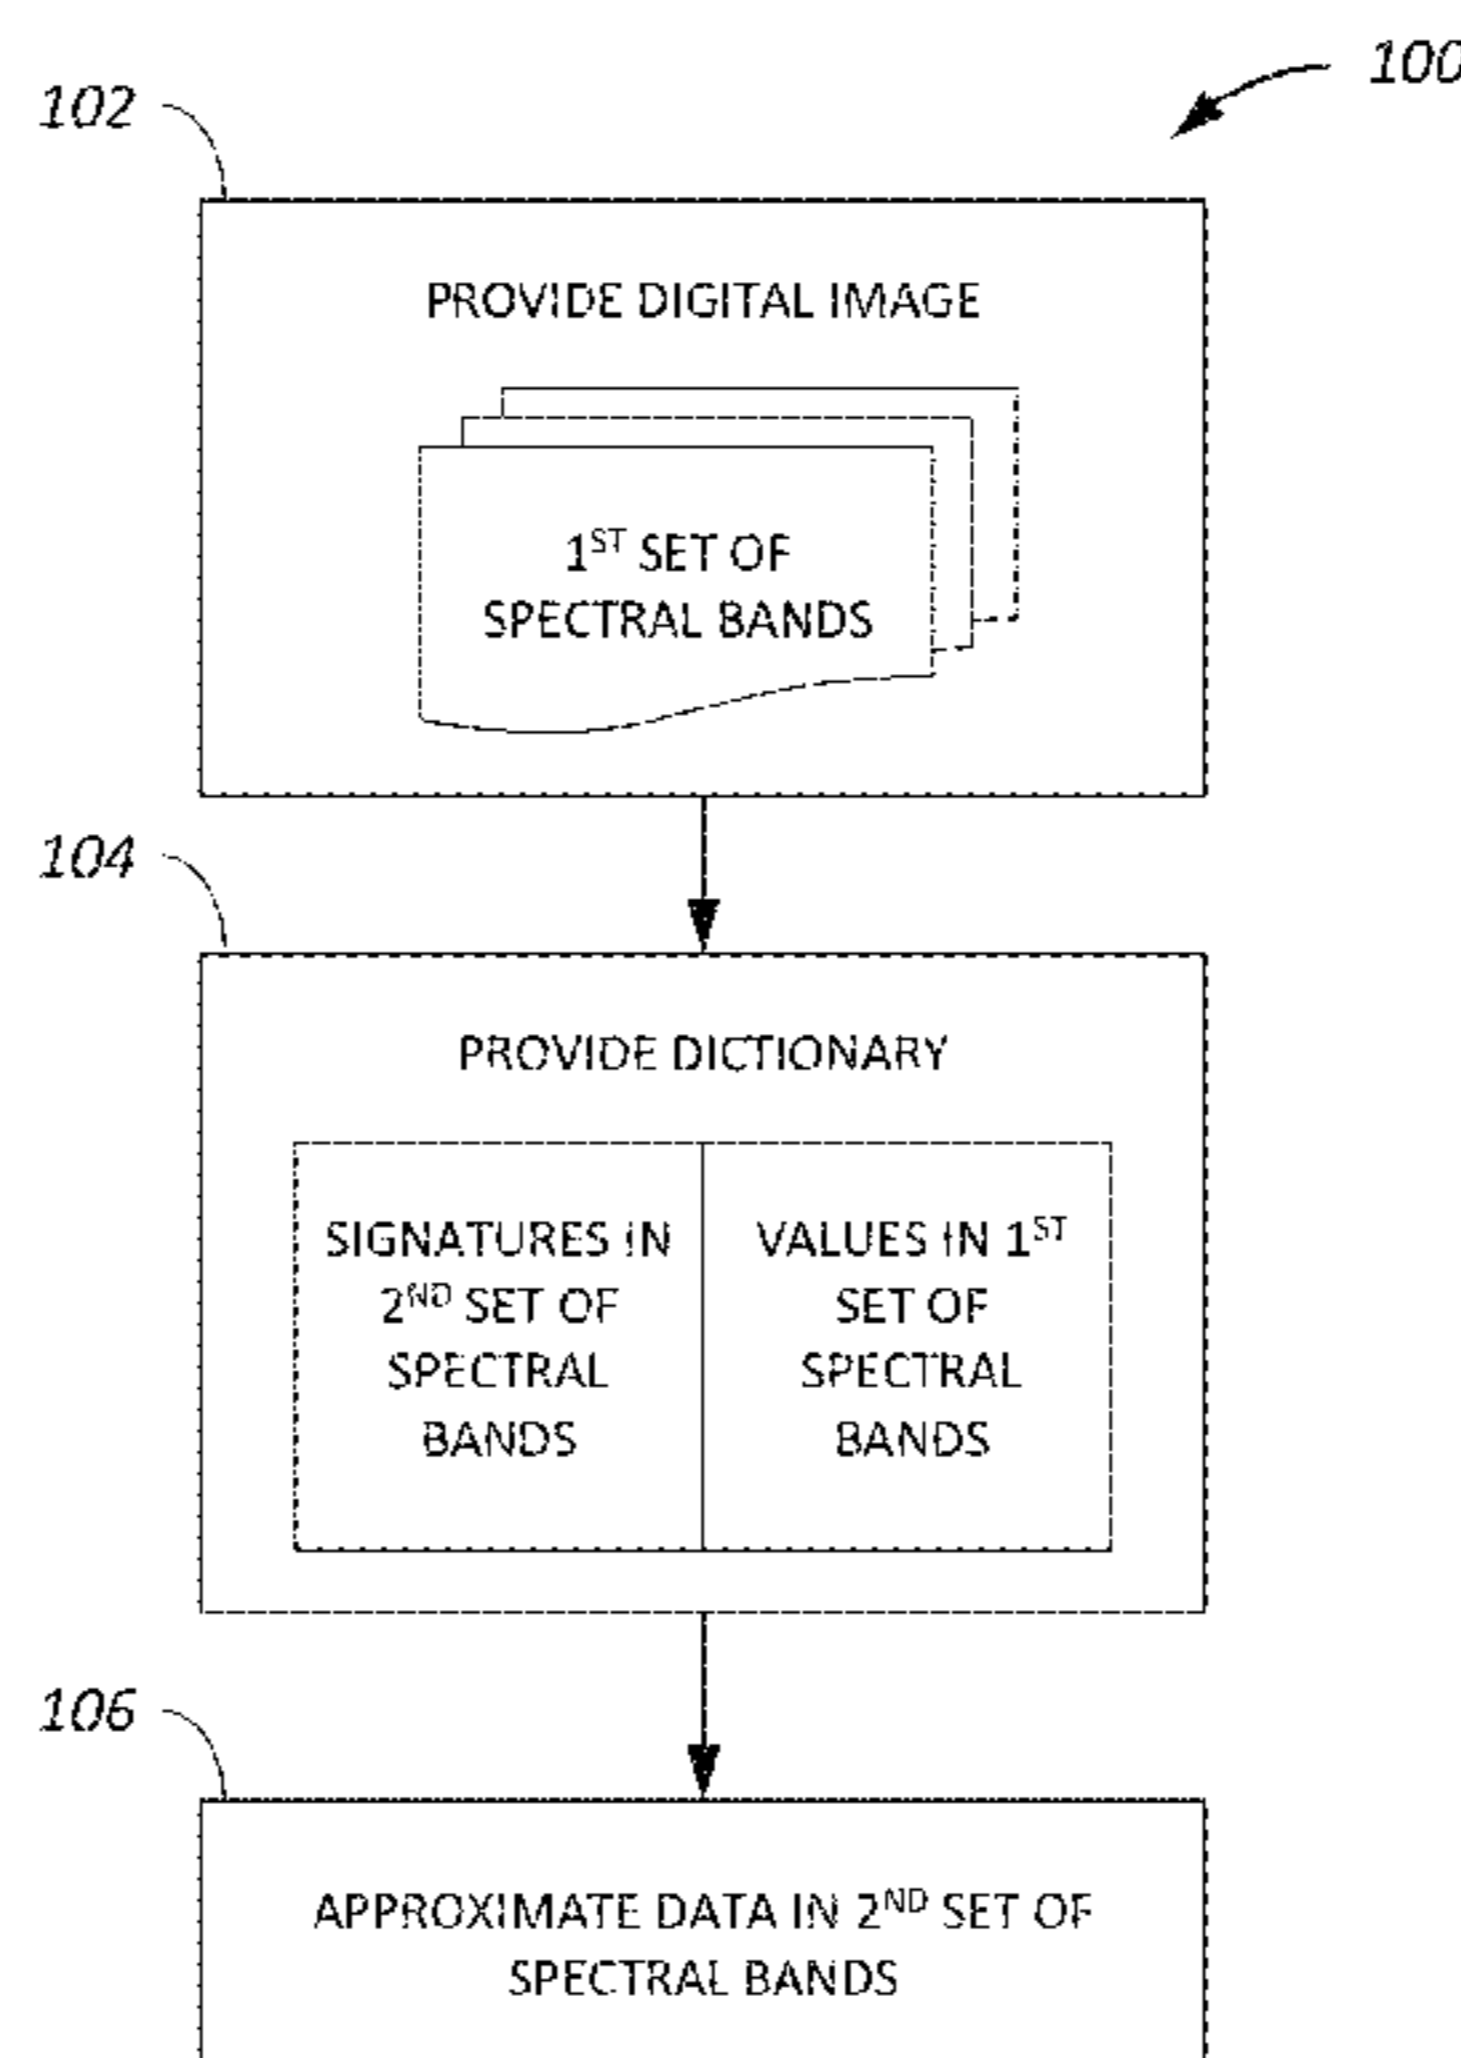 100
102
PROVIDE DIGITAL IMAGE
1ST SET OF
SPECTRAL BANDS
104
PROVIDE DICTIONARY
SIGNATURES IN
2ND SET OF
SPECTRAL
BANDS
VALUES IN 1ST
SET OF
SPECTRAL
BANDS
106
APPROXIMATE DATA IN 2ND SET OF
SPECTRAL BANDS